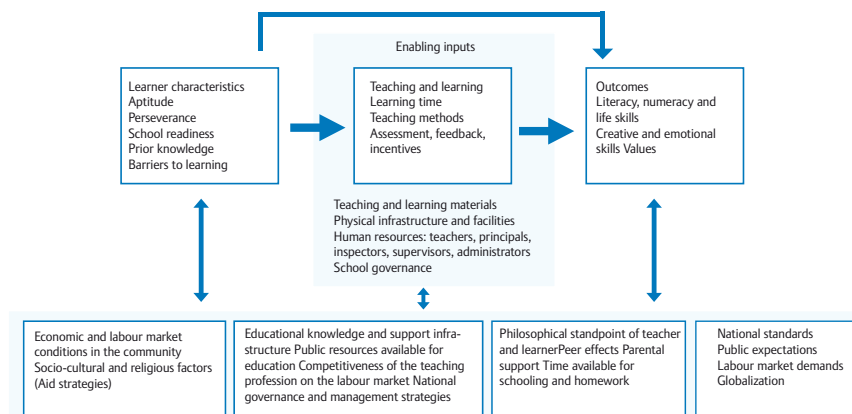 Enabling inputs
Learner characteristics
Aptitude
Perseverance
School readiness
Prior knowledge
Barriers to learning
Teaching and learning
Learning time
Teaching methods
Assessment, feedback,
incentives
Outcomes
Literacy, numeracy and
life skills
Creative and emotional
skills Values
Teaching and learning materials
Physical infrastructure and facilities
Human resources: teachers, principals,
inspectors, supervisors, administrators
School governance
Economic and labour market
conditions in the community
Socio-cultural and religious factors
(Aid strategies)
Educational knowledge and support infra-
structure Public resources available for
education Competitiveness of the teaching
profession on the labour market National
governance and management strategies
Philosophical standpoint of teacher
and learnerPeer effects Parental
support Time available for
schooling and homework
National standards
Public expectations
Labour market demands
Globalization